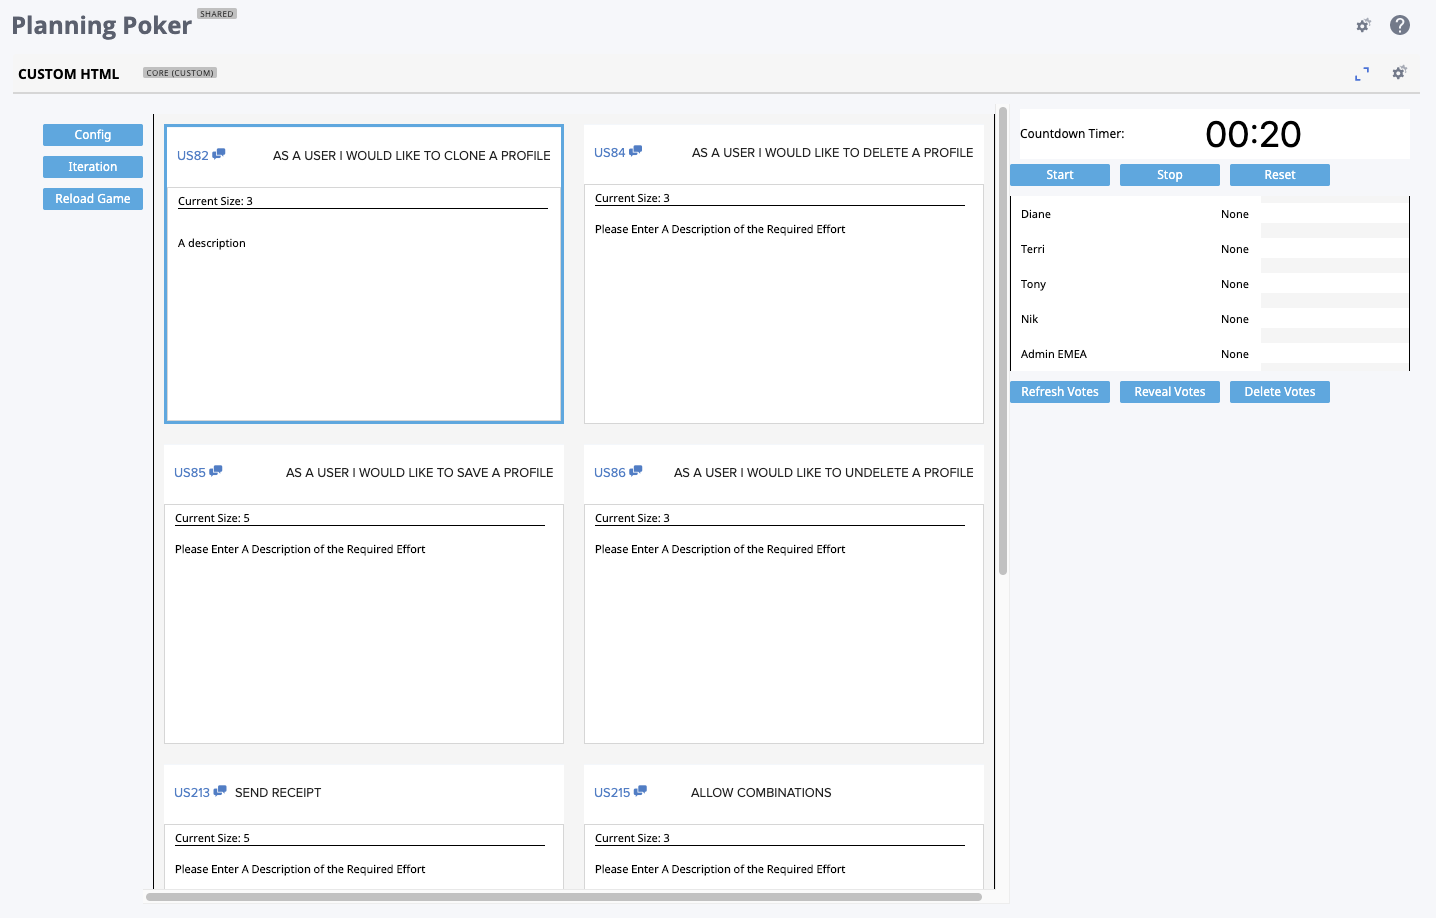 Planning Poker SHARED
CUSTOM HTML CORE (CUSTOM)
Config
Iteration
Reload Game
US82 AS A USER I WOULD LIKE TO CLONE A PROFILE
Current Size: 3
A description
US84 AS A USER I WOULD LIKE TO DELETE A PROFILE
Current Size: 3
Please Enter A Description of the Required Effort
US85 AS A USER I WOULD LIKE TO SAVE A PROFILE
Current Size: 5
Please Enter A Description of the Required Effort
US86 AS A USER I WOULD LIKE TO UNDELETE A PROFILE
Current Size: 3
Please Enter A Description of the Required Effort
US213 SEND RECEIPT
Current Size: 5
Please Enter A Description of the Required Effort
US215 ALLOW COMBINATIONS
Current Size: 3
Please Enter A Description of the Required Effort
Countdown Timer: 00:20
Start Stop Reset
Diane None
Terri None
Tony None
Nik None
Admin EMEA None
Refresh Votes Reveal Votes Delete Votes